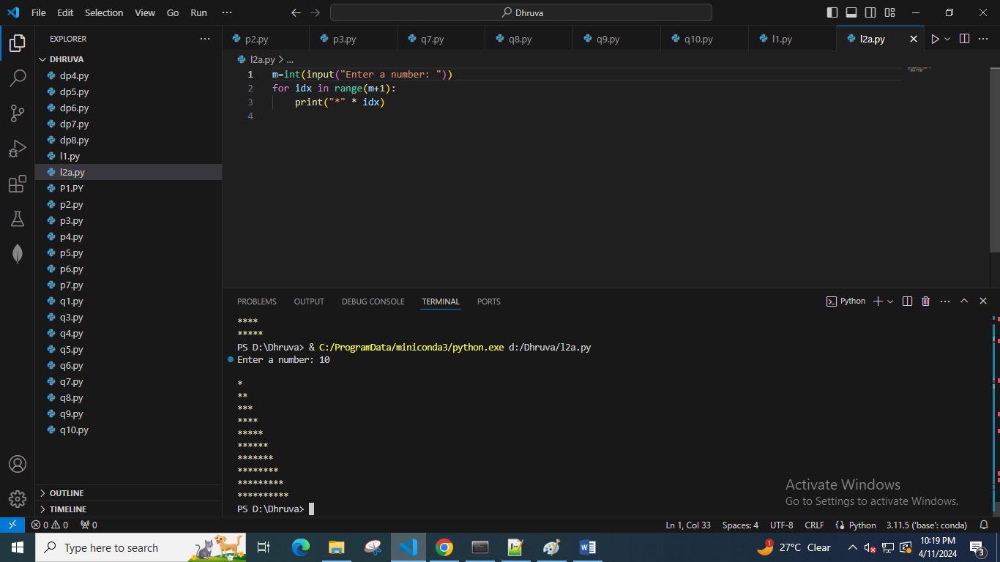 File Edit Selection View Go Run ··· Dhruva
EXPLORER ···
DHRUVA
dp4.py
dp5.py
dp6.py
dp7.py
dp8.py
l1.py
l2a.py
P1.PY
p2.py
p3.py
p4.py
p5.py
p6.py
p7.py
q1.py
q3.py
q4.py
q5.py
q6.py
q7.py
q8.py
q9.py
q10.py
OUTLINE
TIMELINE
p2.py p3.py q7.py q8.py q9.py q10.py l1.py l2a.py
l2a.py > ...
1 m=int(input("Enter a number: "))
2 for idx in range(m+1):
3     print("*" * idx)
4
PROBLEMS OUTPUT DEBUG CONSOLE TERMINAL PORTS Python
****
*****
PS D:\Dhruva> & C:/ProgramData/miniconda3/python.exe d:/Dhruva/l2a.py
Enter a number: 10
*
**
***
****
*****
******
*******
********
*********
**********
PS D:\Dhruva>
Activate Windows
Go to Settings to activate Windows.
0 0 0 Ln 1, Col 33 Spaces: 4 UTF-8 CRLF Python 3.11.5 ('base': conda)
Type here to search 1 27°C Clear 10:19 PM
4/11/2024 3